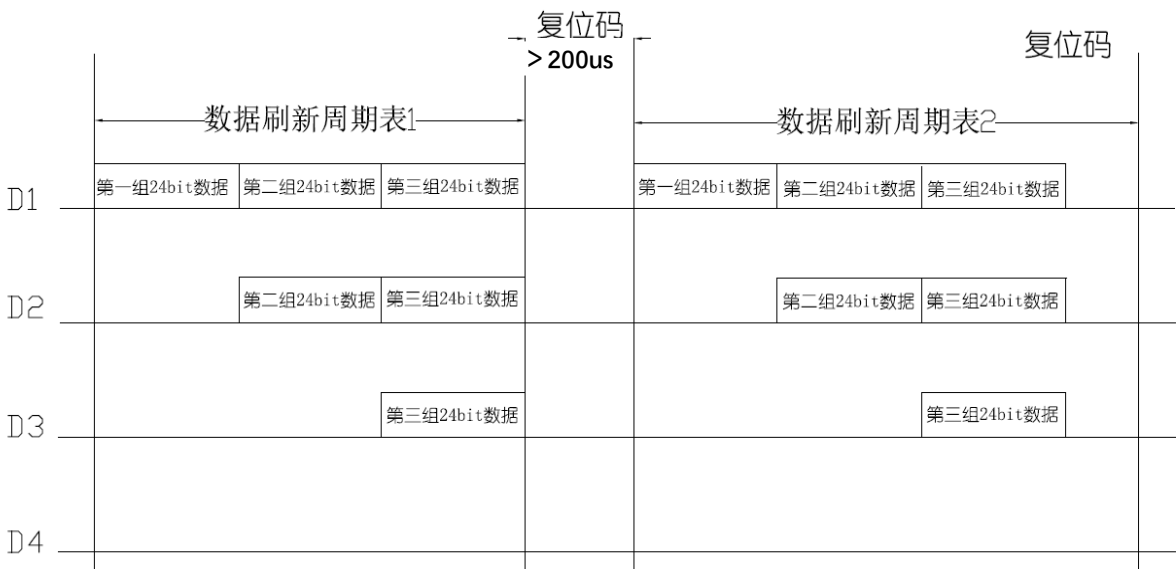 复位码
>200us
复位码
数据刷新周期表1
数据刷新周期表2
D1
第一组24bit数据 第二组24bit数据 第三组24bit数据
第一组24bit数据 第二组24bit数据 第三组24bit数据
D2
第二组24bit数据 第三组24bit数据
第二组24bit数据 第三组24bit数据
D3
第三组24bit数据
第三组24bit数据
D4